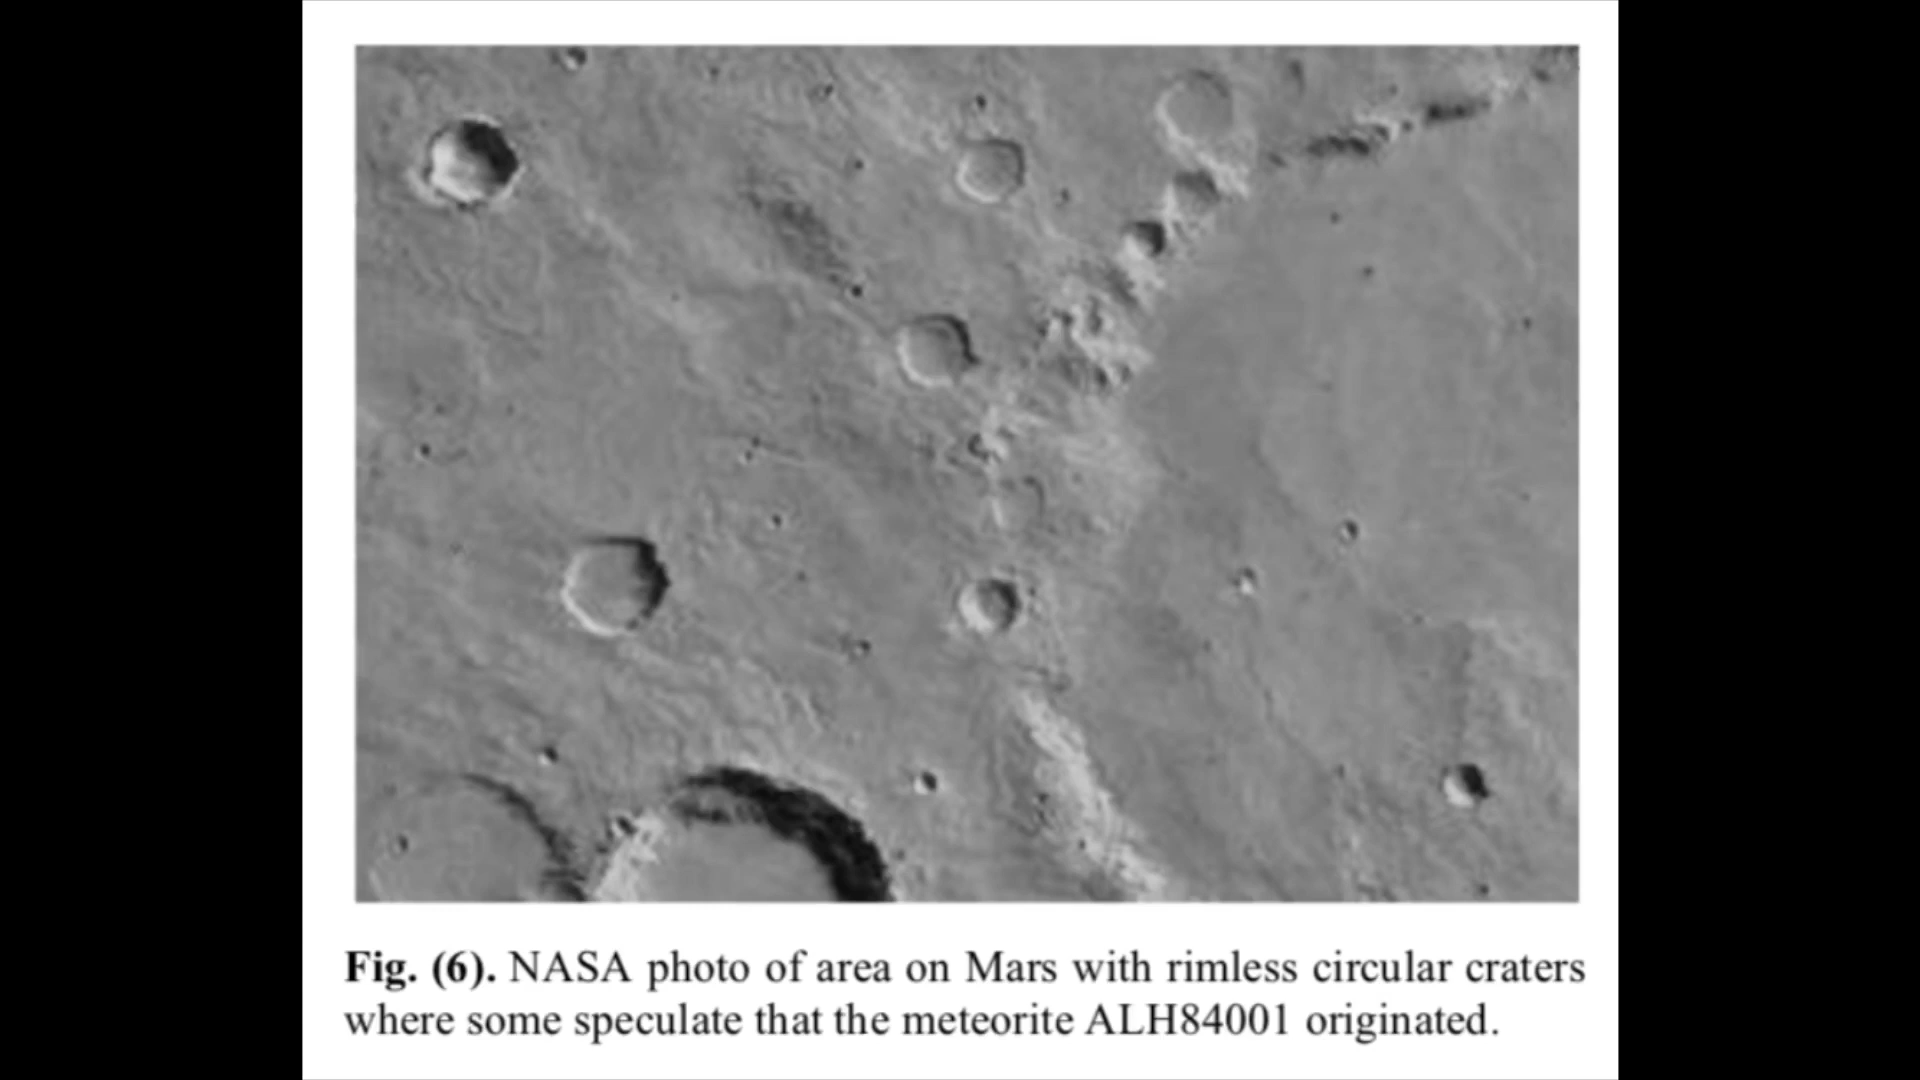 Fig. (6). NASA photo of area on Mars with rimless circular craters
where some speculate that the meteorite ALH84001 originated.